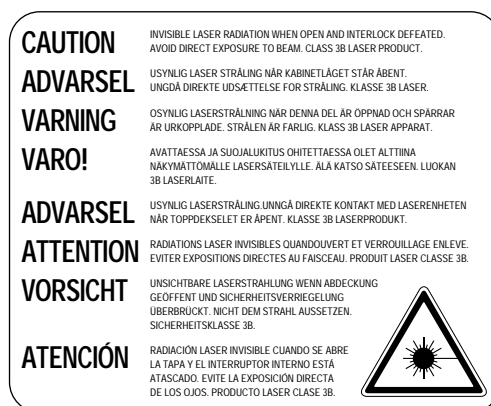 CAUTION
INVISIBLE LASER RADIATION WHEN OPEN AND INTERLOCK DEFEATED.
AVOID DIRECT EXPOSURE TO BEAM. CLASS 3B LASER PRODUCT.
ADVARSEL
USYNLIG LASER STRÅLING NÅR KABINETLÅGET STÅR ÅBENT.
UNGDÅ DIREKTE UDSÆTTELSE FOR STRÅLING. KLASSE 3B LASER.
VARNING
OSYNLIG LASERSTRÅLNING NÄR DENNA DEL ÄR ÖPPNAD OCH SPÄRRAR
ÄR URKOPPLADE. STRÅLEN ÄR FARLIG. KLASS 3B LASER APPARAT.
VARO!
AVATTAESSA JA SUOJALUKITUS OHITETTAESSA OLET ALTTIINA
NÄKYMÄTTÖMÄLLE LASERSÄTEILYLLE. ÄLÄ KATSO SÄTEESEEN. LUOKAN
3B LASERLAITE.
ADVARSEL
USYNLIG LASERSTRÅLING.UNNGÅ DIREKTE KONTAKT MED LASERENHETEN
NÅR TOPPDEKSELET ER ÅPENT. KLASSE 3B LASERPRODUKT.
ATTENTION
RADIATIONS LASER INVISIBLES QUANDOUVERT ET VERROUILLAGE ENLEVE.
EVITER EXPOSITIONS DIRECTES AU FAISCEAU. PRODUIT LASER CLASSE 3B.
VORSICHT
UNSICHTBARE LASERSTRAHLUNG WENN ABDECKUNG
GEÖFFENT UND SICHERHEITSVERRIEGELUNG
ÜBERBRÜCKT. NICHT DEM STRAHL AUSSETZEN.
SICHERHEITSKLASSE 3B.
ATENCIÓN
RADIACIÓN LASER INVISIBLE CUANDO SE ABRE
LA TAPA Y EL INTERRUPTOR INTERNO ESTÁ
ATASCADO. EVITE LA EXPOSICIÓN DIRECTA
DE LOS OJOS. PRODUCTO LASER CLASE 3B.